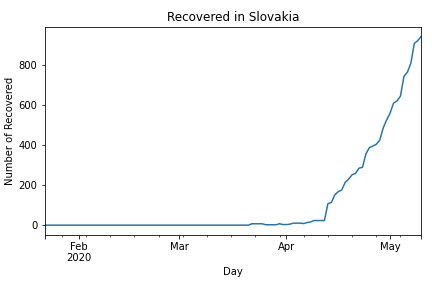 Recovered in Slovakia
Number of Recovered
800
600
400
200
0
Feb
2020
Mar
Apr
May
Day